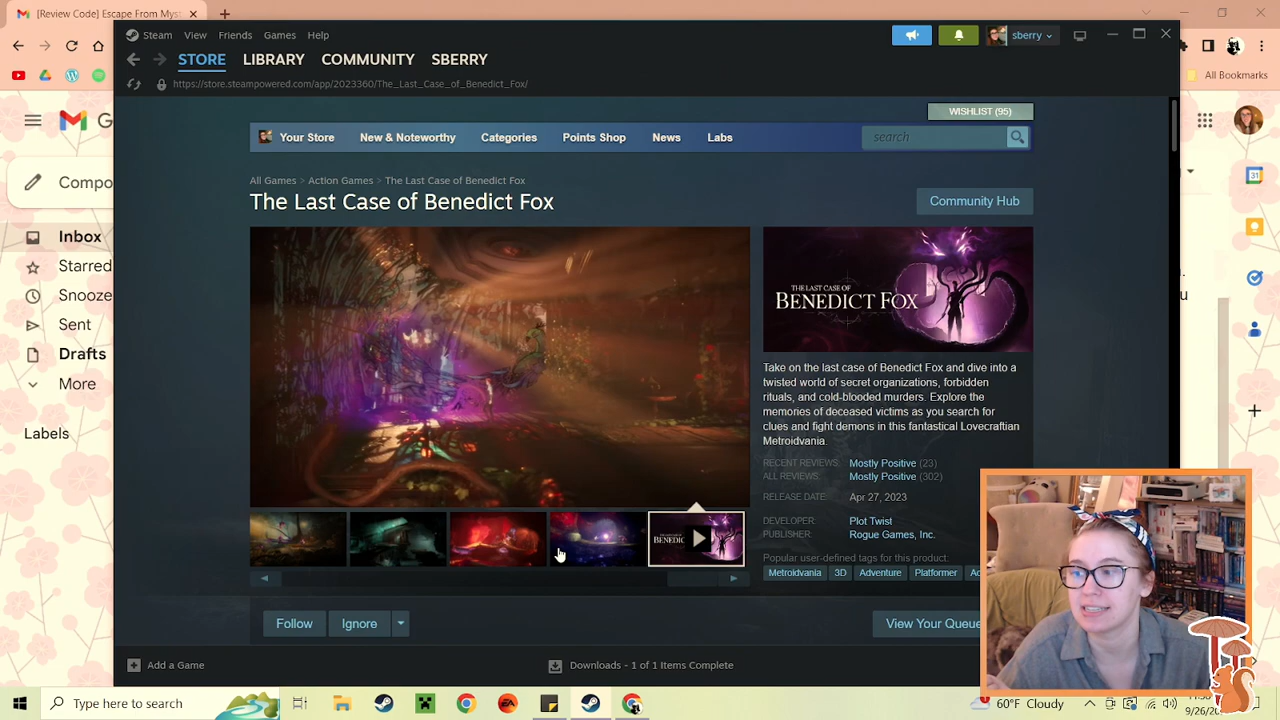 [Review
Escape From Mys
All Bookmarks
G
Compo
Inbox
Starred
Snooze
Sent
Drafts
More
Labels
Steam View Friends Games Help
sberry
STORE LIBRARY COMMUNITY SBERRY
https://store.steampowered.com/app/2023360/The_Last_Case_of_Benedict_Fox/
WISHLIST (95)
Your Store New & Noteworthy Categories Points Shop News Labs
search
All Games > Action Games > The Last Case of Benedict Fox
The Last Case of Benedict Fox
Community Hub
THE LAST CASE OF
BENEDICT FOX
Take on the last case of Benedict Fox and dive into a
twisted world of secret organizations, forbidden
rituals, and cold-blooded murders. Explore the
memories of deceased victims as you search for
clues and fight demons in this fantastical Lovecraftian
Metroidvania.
RECENT REVIEWS: Mostly Positive (23)
ALL REVIEWS: Mostly Positive (302)
RELEASE DATE: Apr 27, 2023
DEVELOPER: Plot Twist
PUBLISHER: Rogue Games, Inc.
Popular user-defined tags for this product:
Metroidvania 3D Adventure Platformer
Follow
Ignore
View Your Queue
Add a Game
Downloads - 1 of 1 Items Complete
Type here to search
60°F Cloudy